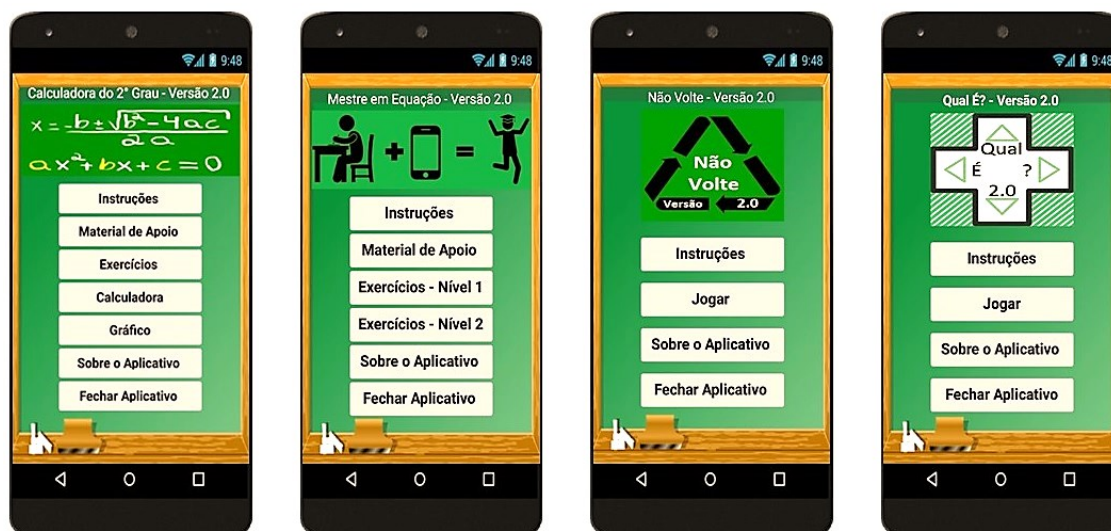 9:48
Calculadora do 2° Grau - Versão 2.0
x = -b ± √b² - 4ac
2a
ax² + bx + c = 0
Instruções
Material de Apoio
Exercícios
Calculadora
Gráfico
Sobre o Aplicativo
Fechar Aplicativo
9:48
Mestre em Equação - Versão 2.0
+ =
Instruções
Material de Apoio
Exercícios - Nível 1
Exercícios - Nível 2
Sobre o Aplicativo
Fechar Aplicativo
9:48
Não Volte - Versão 2.0
Não
Volte
Versão 2.0
Instruções
Jogar
Sobre o Aplicativo
Fechar Aplicativo
9:48
Qual É? - Versão 2.0
Qual
É ?
2.0
Instruções
Jogar
Sobre o Aplicativo
Fechar Aplicativo